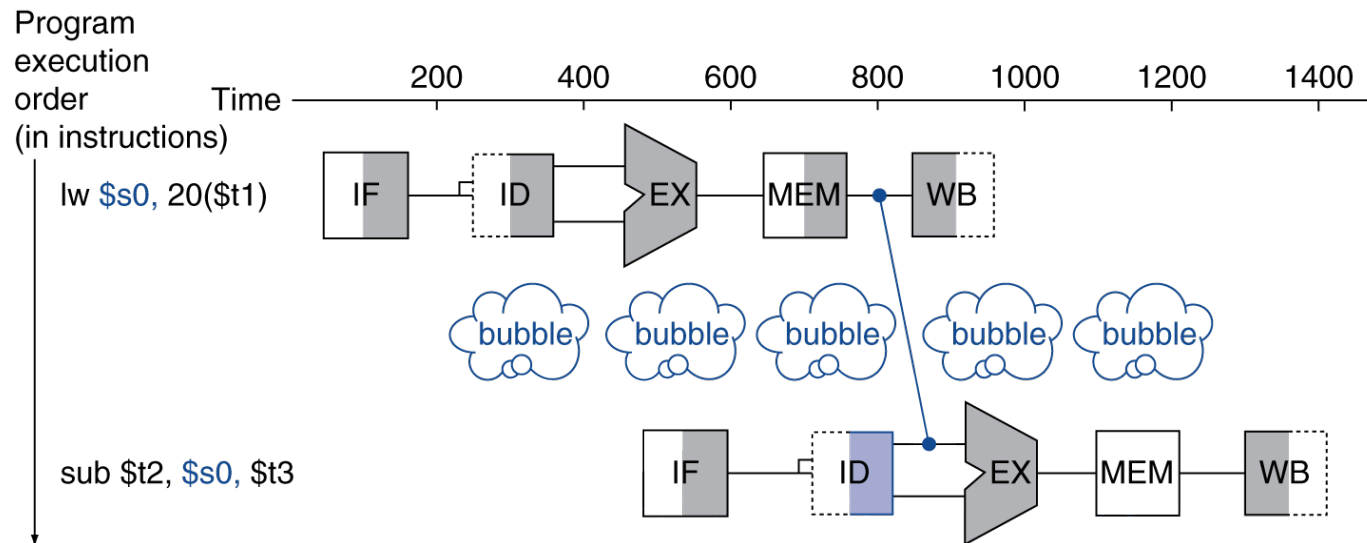 Program
execution
order
(in instructions)
Time
200 400 600 800 1000 1200 1400
lw $s0, 20($t1)
IF ID EX MEM WB
bubble bubble bubble bubble bubble
sub $t2, $s0, $t3
IF ID EX MEM WB